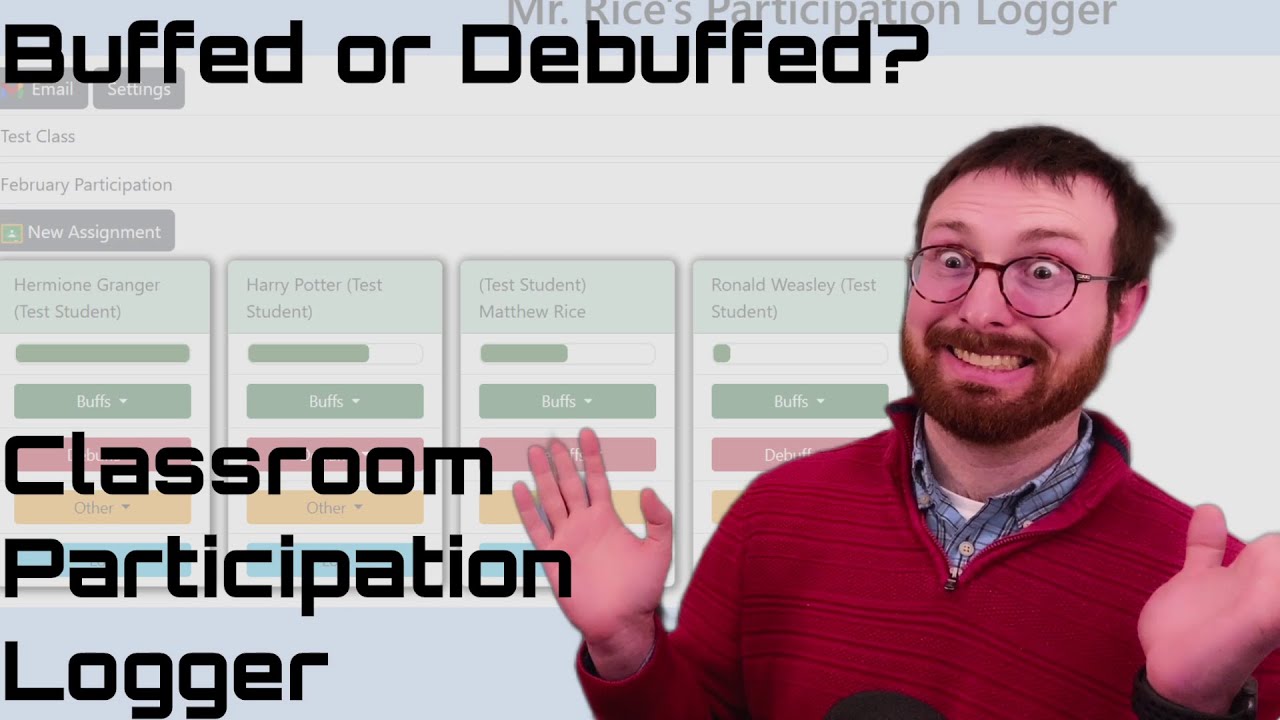 Mr. Rice's Participation Logger
Buffed or Debuffed?
Email Settings
Test Class
February Participation
New Assignment
Hermione Granger
(Test Student)
Harry Potter (Test
Student)
(Test Student)
Matthew Rice
Ronald Weasley (Test
Student)
Buffs Buffs Buffs Buffs
Classroom
Other Other
Participation
Logger